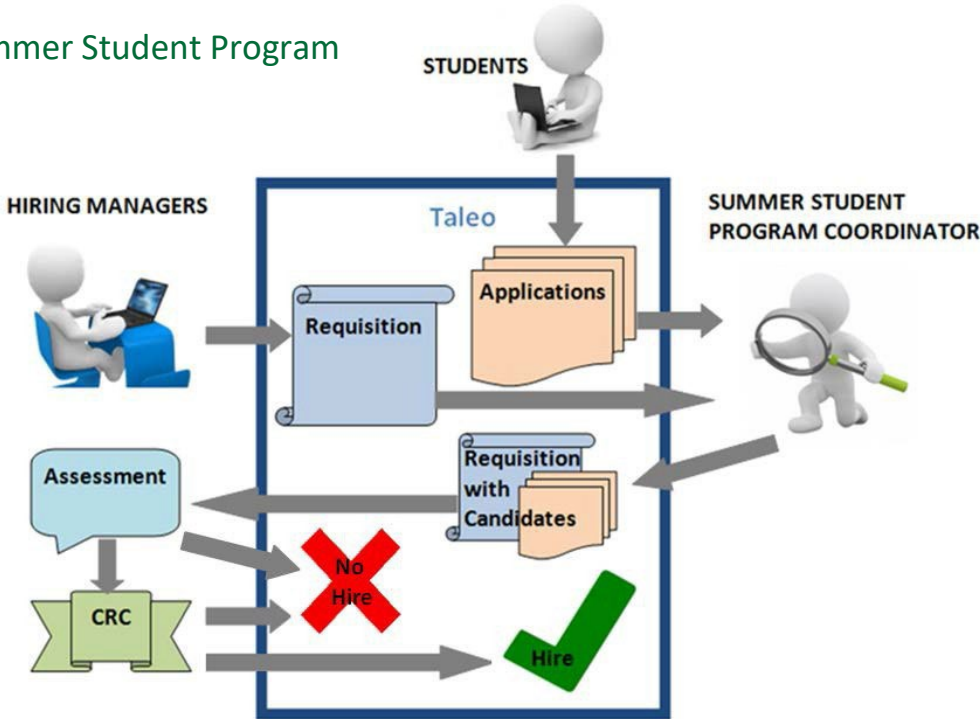 mmer Student Program
STUDENTS
HIRING MANAGERS
Taleo
SUMMER STUDENT
PROGRAM COORDINATOR
Applications
Requisition
Requisition
with
Candidates
Assessment
No
Hire
CRC
Hire